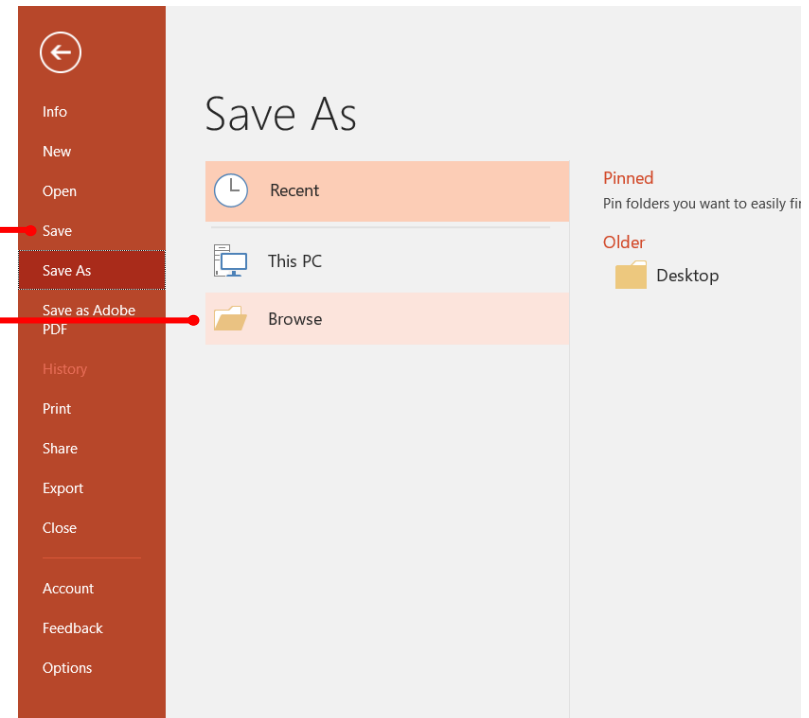 Info
New
Open
Save
Save As
Save as Adobe
PDF
History
Print
Share
Export
Close
Account
Feedback
Options
Save As
Recent
This PC
Browse
Pinned
Pin folders you want to easily
Older
Desktop